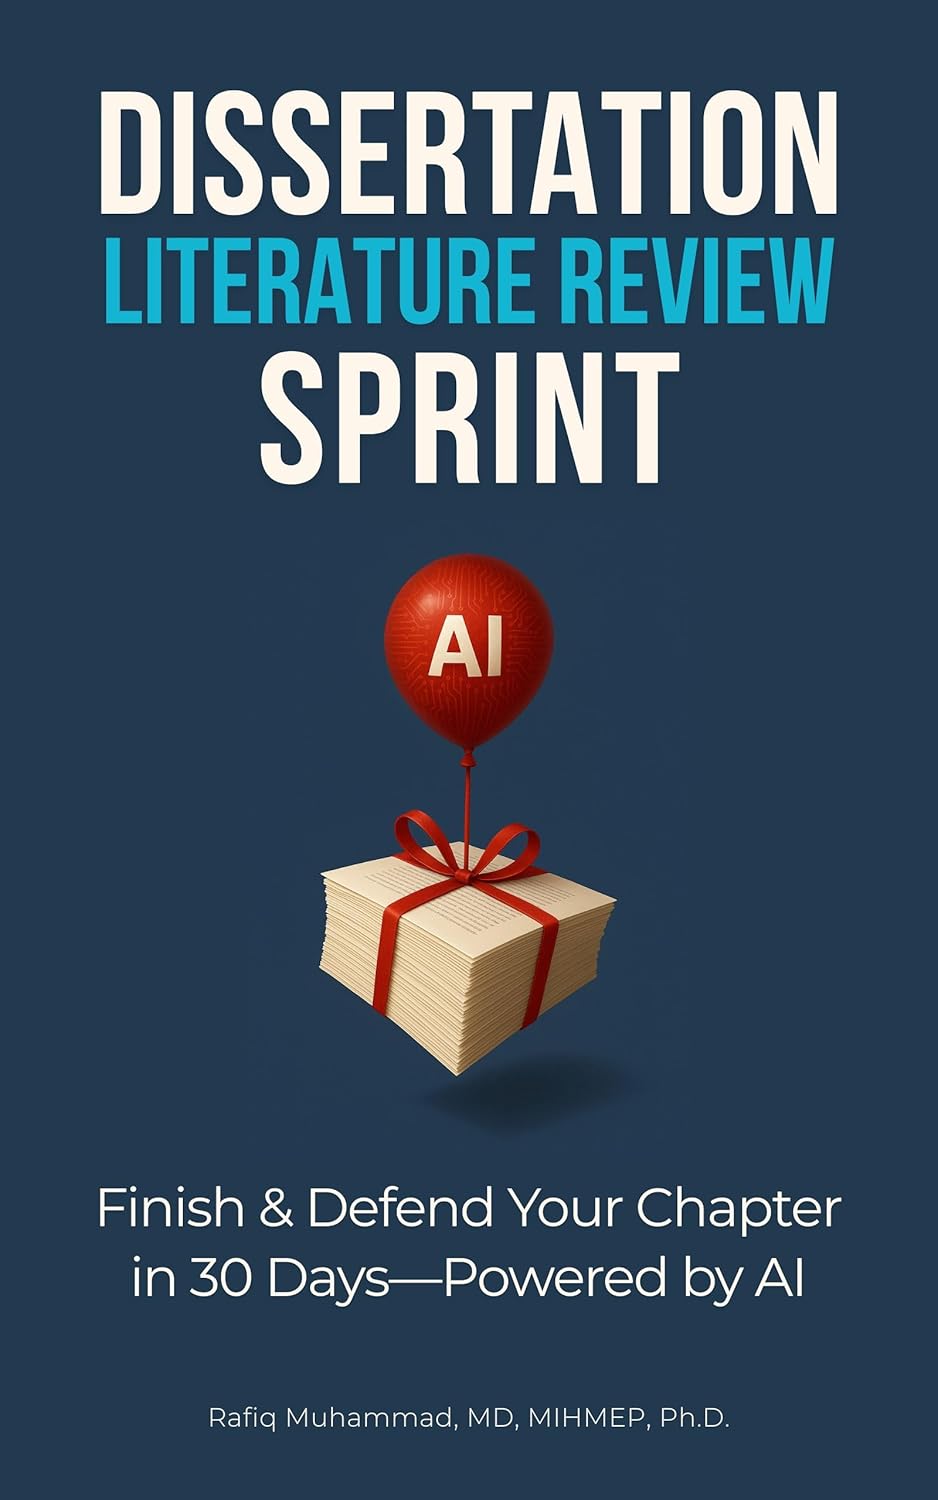 DISSERTATION
LITERATURE REVIEW
SPRINT
AI
Finish & Defend Your Chapter
in 30 Days—Powered by AI
Rafiq Muhammad, MD, MIHMEP, Ph.D.